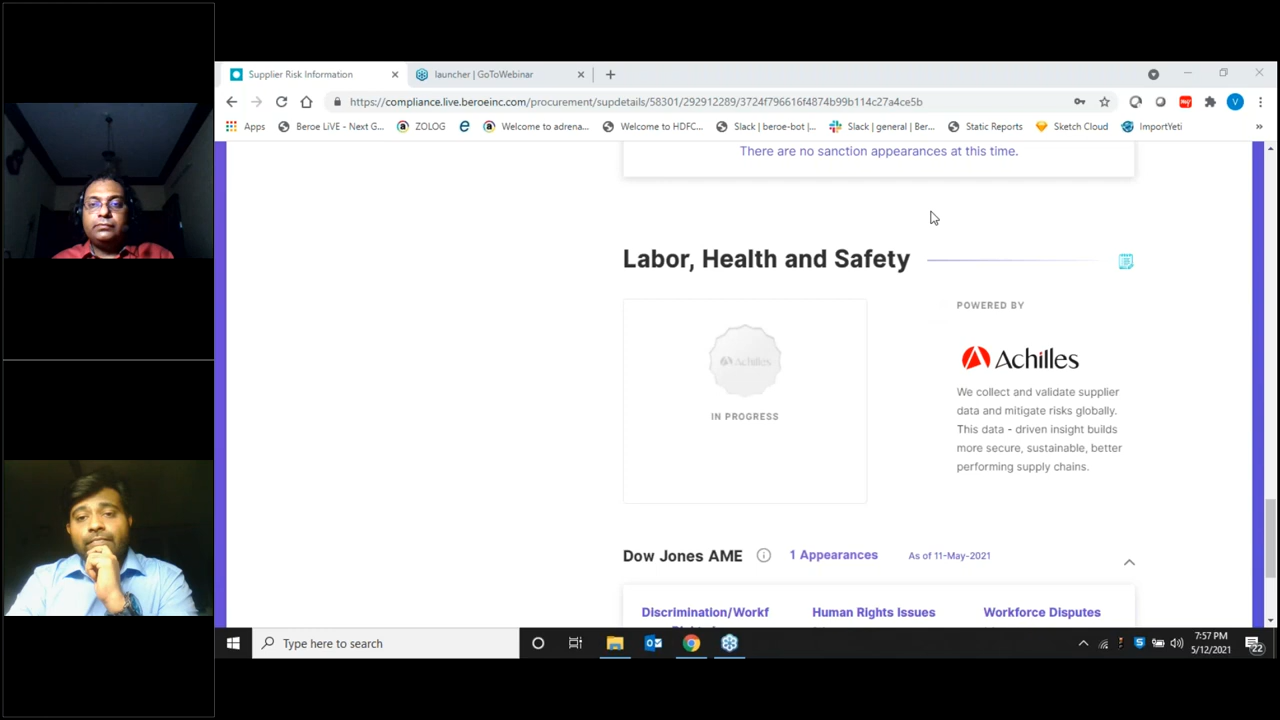 Supplier Risk Information
launcher | GoToWebinar
https://compliance.live.beroeinc.com/procurement/supdetails/58301/292912289/3724f796616f4874b99b114c27a4ce5b
Apps
Beroe LiVE - Next G...
ZOLOG
Welcome to adrena...
Welcome to HDFC...
Slack | beroe-bot |...
Slack | general | Ber...
Static Reports
Sketch Cloud
ImportYeti
»
There are no sanction appearances at this time.
Labor, Health and Safety
POWERED BY
Achilles
IN PROGRESS
Achilles
We collect and validate supplier
data and mitigate risks globally.
This data - driven insight builds
more secure, sustainable, better
performing supply chains.
Dow Jones AME
1 Appearances
As of 11-May-2021
Discrimination/Workf
Human Rights Issues
Workforce Disputes
Type here to search
7:57 PM
5/12/2021
22